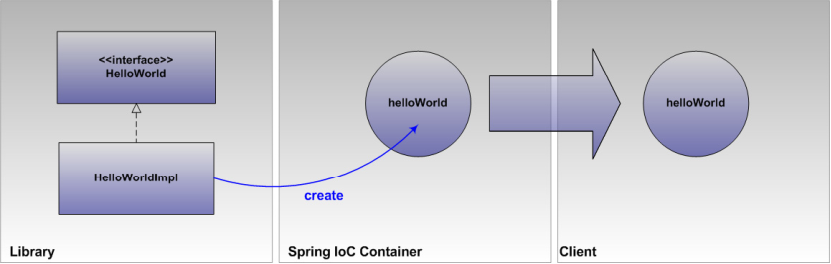 <<interface>>
HelloWorld
HelloWorldImpl
Library
helloWorld
create
Spring IoC Container
helloWorld
Client